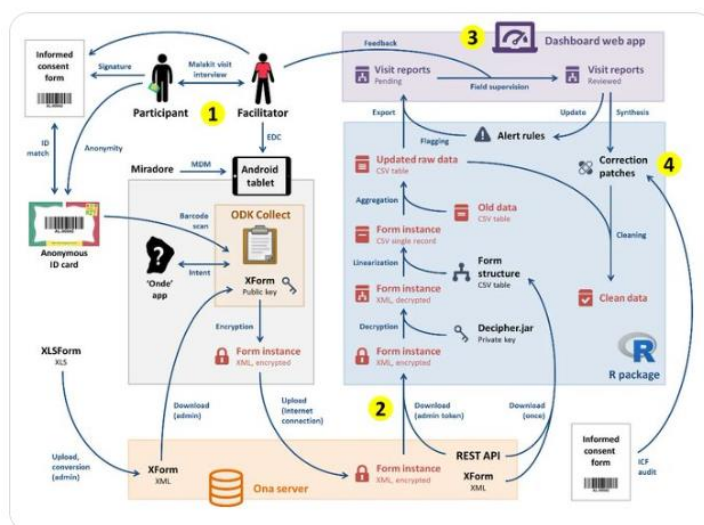 Informed
consent
form
Signature
Malakit visit
interview
Participant
1
Facilitator
ID
match
Anonymity
EDC
Miradore
MDM
Android
tablet
Anonymous
ID card
Barcode
scan
ODK Collect
'Onde'
app
Intent
XForm
Public key
Encryption
Form instance
XML, encrypted
XLSForm
XLS
Upload,
conversion
(admin)
Download
(admin)
Upload
(Internet
connection)
XForm
XML
Ona server
Form instance
XML, encrypted
REST API
XForm
XML
2
Download
(admin token)
Download
(once)
Feedback
3
Dashboard web app
Visit reports
Pending
Field supervision
Visit reports
Reviewed
Export
Flagging
Alert rules
Update
Synthesis
Updated raw data
CSV table
Correction
patches
4
Aggregation
Old data
CSV table
Form instance
CSV single record
Linearization
Form
structure
CSV table
Cleaning
Clean data
Form instance
XML, decrypted
Decryption
Decipher.jar
Private key
Form instance
XML, encrypted
R
R package
Informed
consent
form
ICF
audit